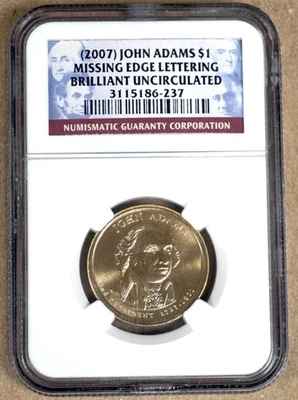 (2007) JOHN ADAMS $1
MISSING EDGE LETTERING
BRILLIANT UNCIRCULATED
3115186-237
NUMISMATIC GUARANTY CORPORATION
JOHN ADAMS
PRESIDENT 1797-1801